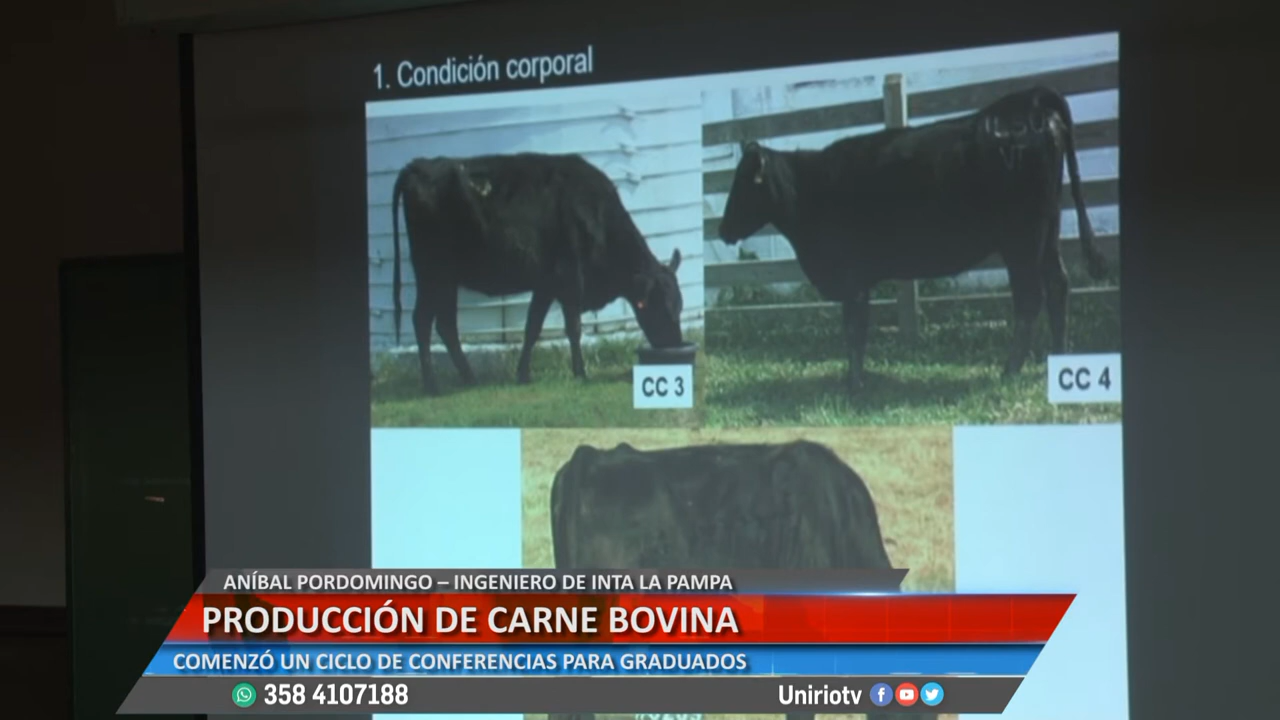 1. Condición corporal
CC 3
CC 4
ANÍBAL PORDOMINGO – INGENIERO DE INTA LA PAMPA
PRODUCCIÓN DE CARNE BOVINA
COMENZÓ UN CICLO DE CONFERENCIAS PARA GRADUADOS
358 4107188
Uniriotv